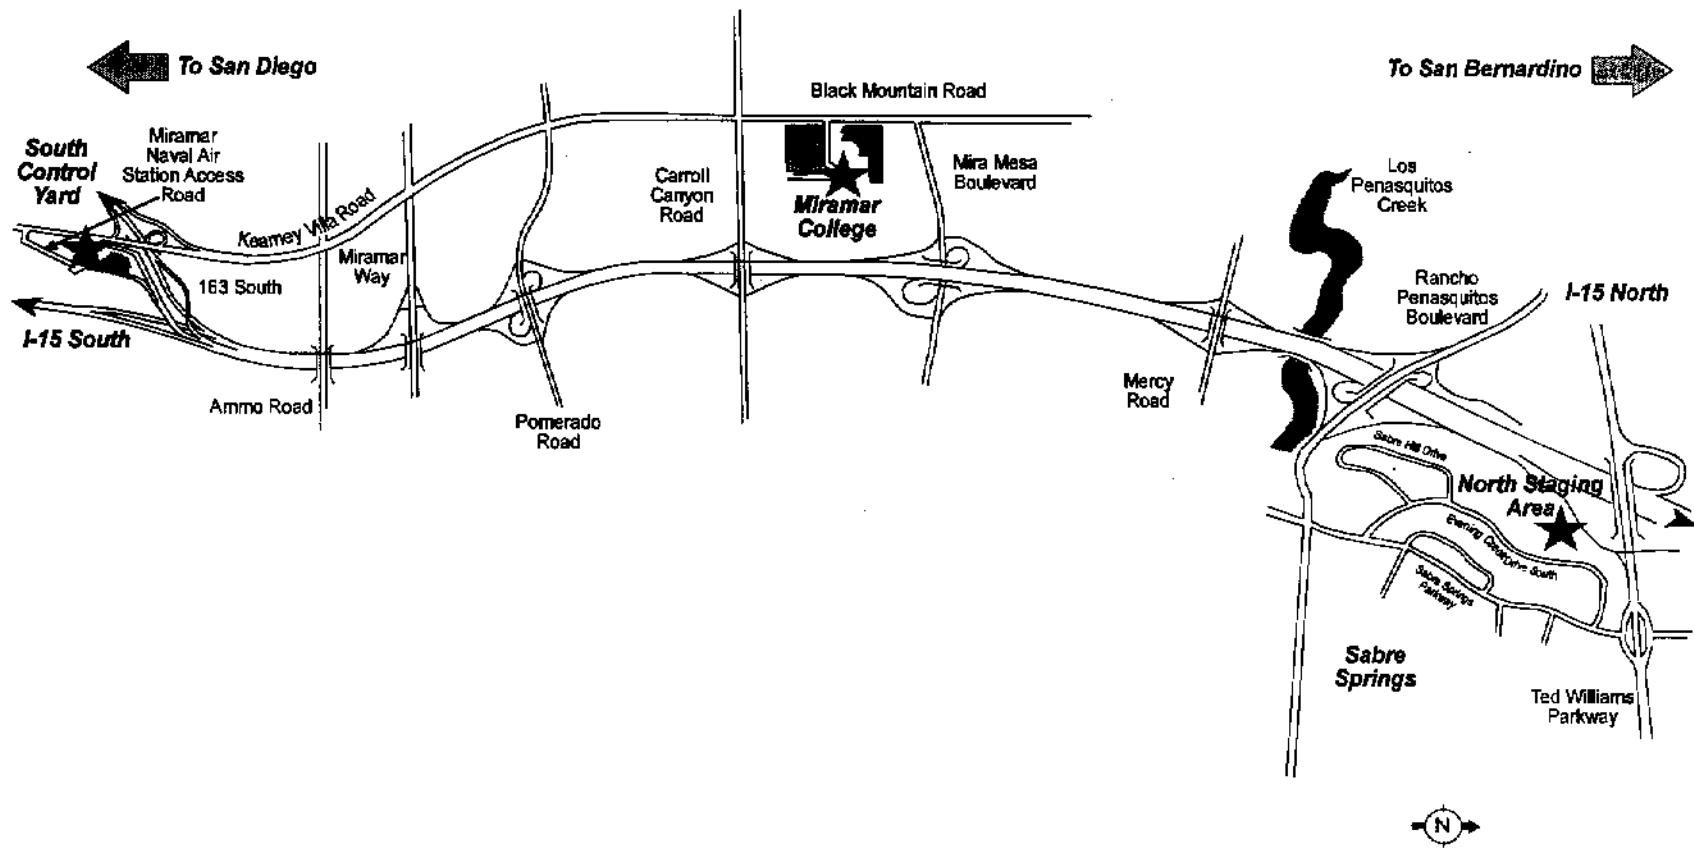 To San Diego
To San Bernardino
Black Mountain Road
South
Control
Yard
Miramar
Naval Air
Station Access
Road
Kearney Villa Road
Miramar
Way
163 South
I-15 South
Ammo Road
Pomerado
Road
Carroll
Canyon
Road
Miramar
College
Mira Mesa
Boulevard
Los
Penasquitos
Creek
Rancho
Penasquitos
Boulevard
I-15 North
Mercy
Road
Sabre Hill Drive
North Staging
Area
Evening Creek Drive South
Sabre Springs
Parkway
Sabre
Springs
Ted Williams
Parkway
N